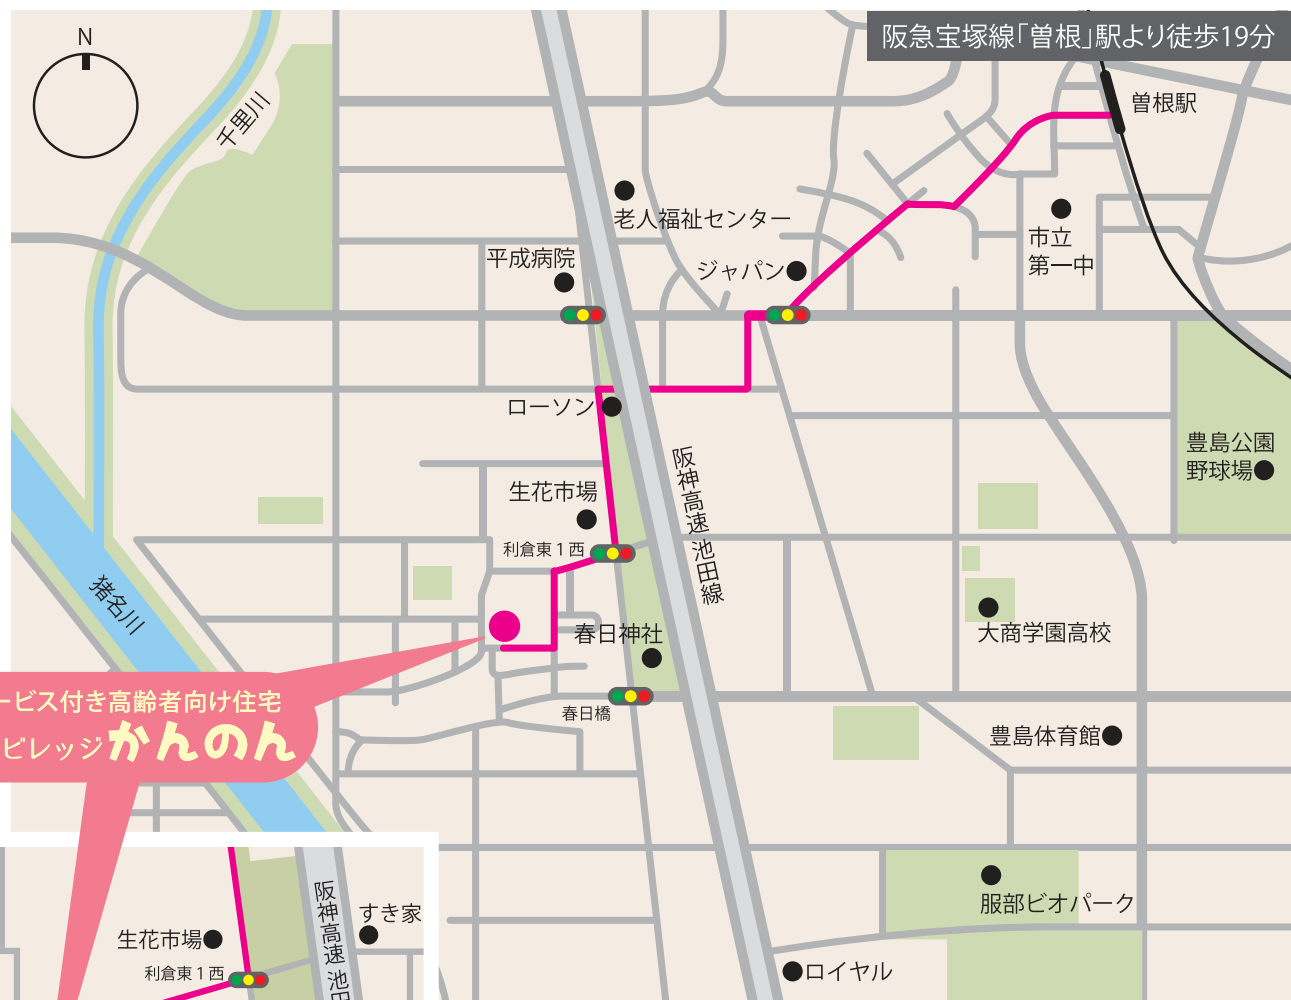 阪急宝塚線「曽根」駅より徒歩19分
N
千里川
曽根駅
老人福祉センター
平成病院
ジャパン
市立
第一中
ローソン
阪神高速 池田線
豊島公園
野球場
生花市場
利倉東1西
猪名川
春日神社
大商学園高校
ービス付き高齢者向け住宅
ビレッジかんのん
春日橋
豊島体育館
服部ビオパーク
ロイヤル
阪神高速 池田
すき家
生花市場
利倉東1西